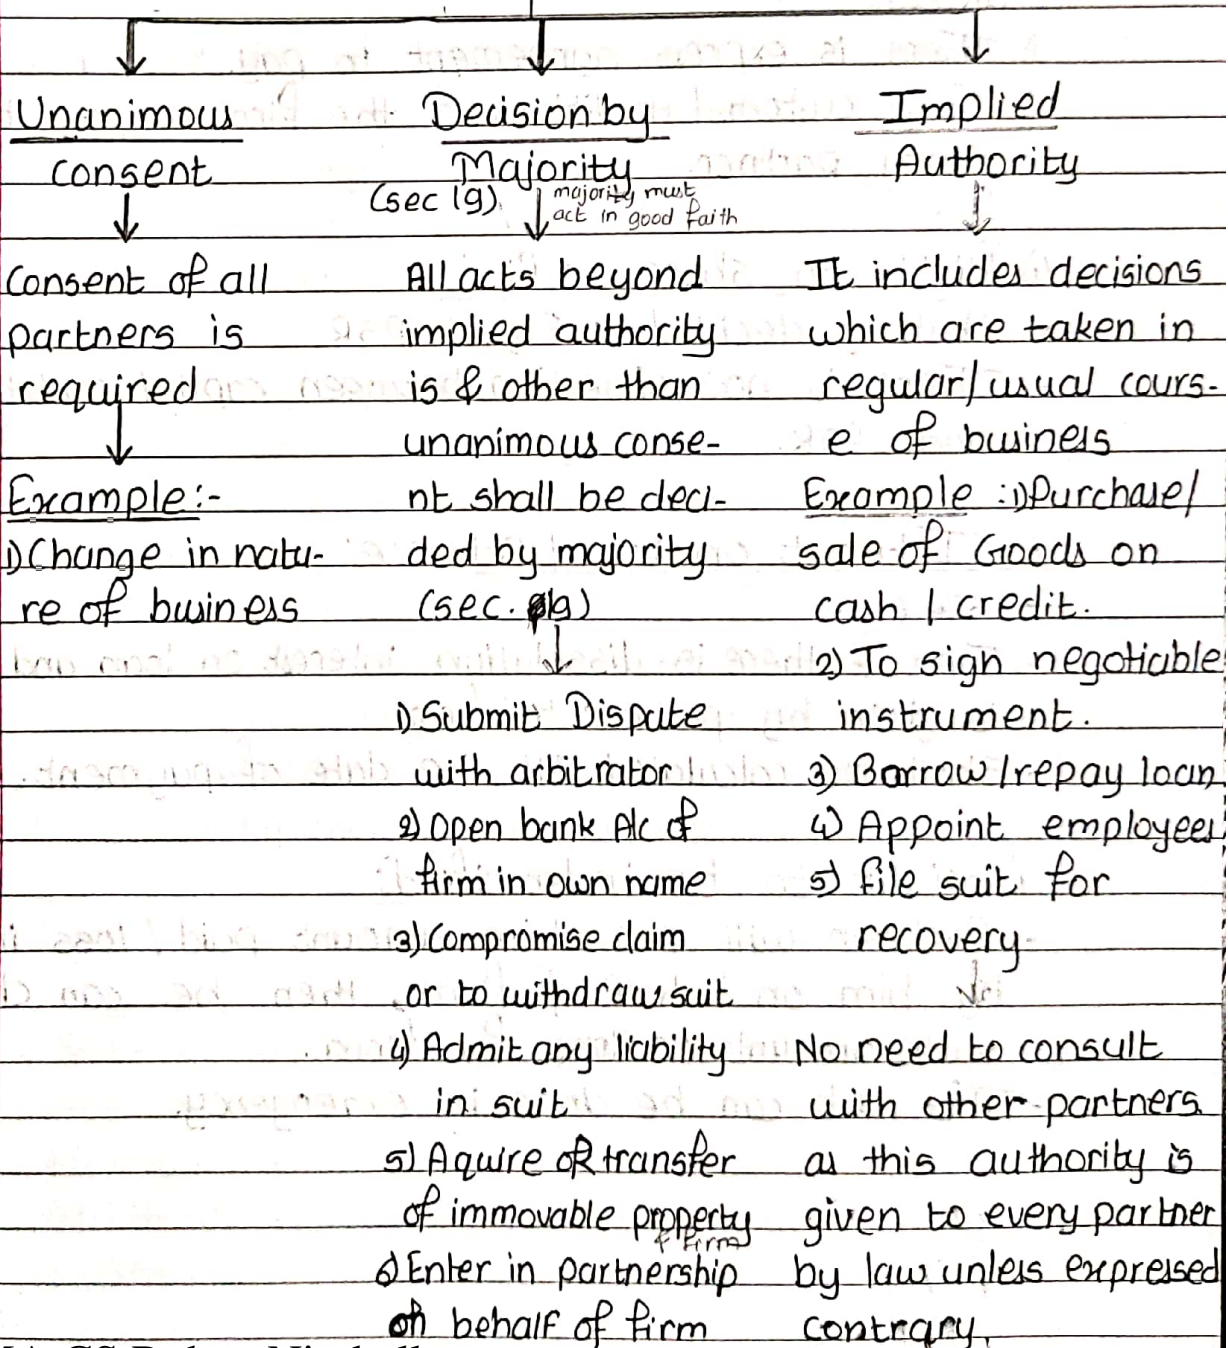 Unanimous
consent
Consent of all
partners is
required
Example:-
1) Change in natu-
re of business
Decision by
Majority
(sec 19)
majority must
act in good faith
All acts beyond
implied authority
is & other than
unanimous conse-
nt shall be deci-
ded by majority
(sec. 19)
1) Submit Dispute
with arbitrator
2) Open bank A/c of
firm in own name
3) Compromise claim
or to withdraw suit
4) Admit any liability
in suit
5) Aquire OR transfer
of immovable property
of firm
6) Enter in partnership
on behalf of firm
Implied
Authority
It includes decisions
which are taken in
regular/usual cours-
e of business
Example :1) Purchase/
sale of Goods on
cash / credit.
2) To sign negotiable
instrument.
3) Borrow/repay loan
4) Appoint employees
5) File suit for
recovery
No need to consult
with other partners
as this authority is
given to every partner
by law unless expressed
contrary.